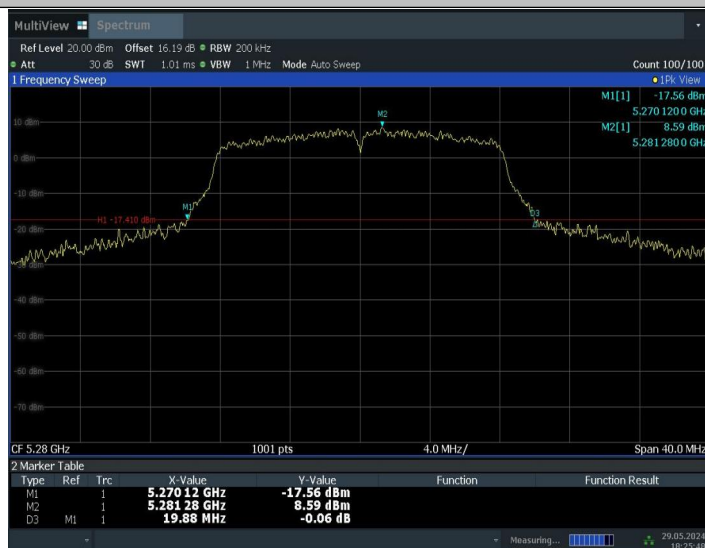 MultiView Spectrum
Ref Level 20.00 dBm Offset 16.19 dB RBW 200 kHz
Att 30 dB SWT 1.01 ms VBW 1 MHz Mode Auto Sweep Count 100/100
1 Frequency Sweep 1Pk View
M1[1] -17.56 dBm
5.270 120 0 GHz
M2[1] 8.59 dBm
5.281 280 0 GHz
M2
10 dBm
0 dBm
-10 dBm
M1
D3
H1 -17.410 dBm
-20 dBm
-30 dBm
-40 dBm
-50 dBm
-60 dBm
-70 dBm
CF 5.28 GHz 1001 pts 4.0 MHz/ Span 40.0 MHz
2 Marker Table
Type Ref Trc X-Value Y-Value Function Function Result
M1 1 5.270 12 GHz -17.56 dBm
M2 1 5.281 28 GHz 8.59 dBm
D3 M1 1 19.88 MHz -0.06 dB
Measuring... 29.05.2024